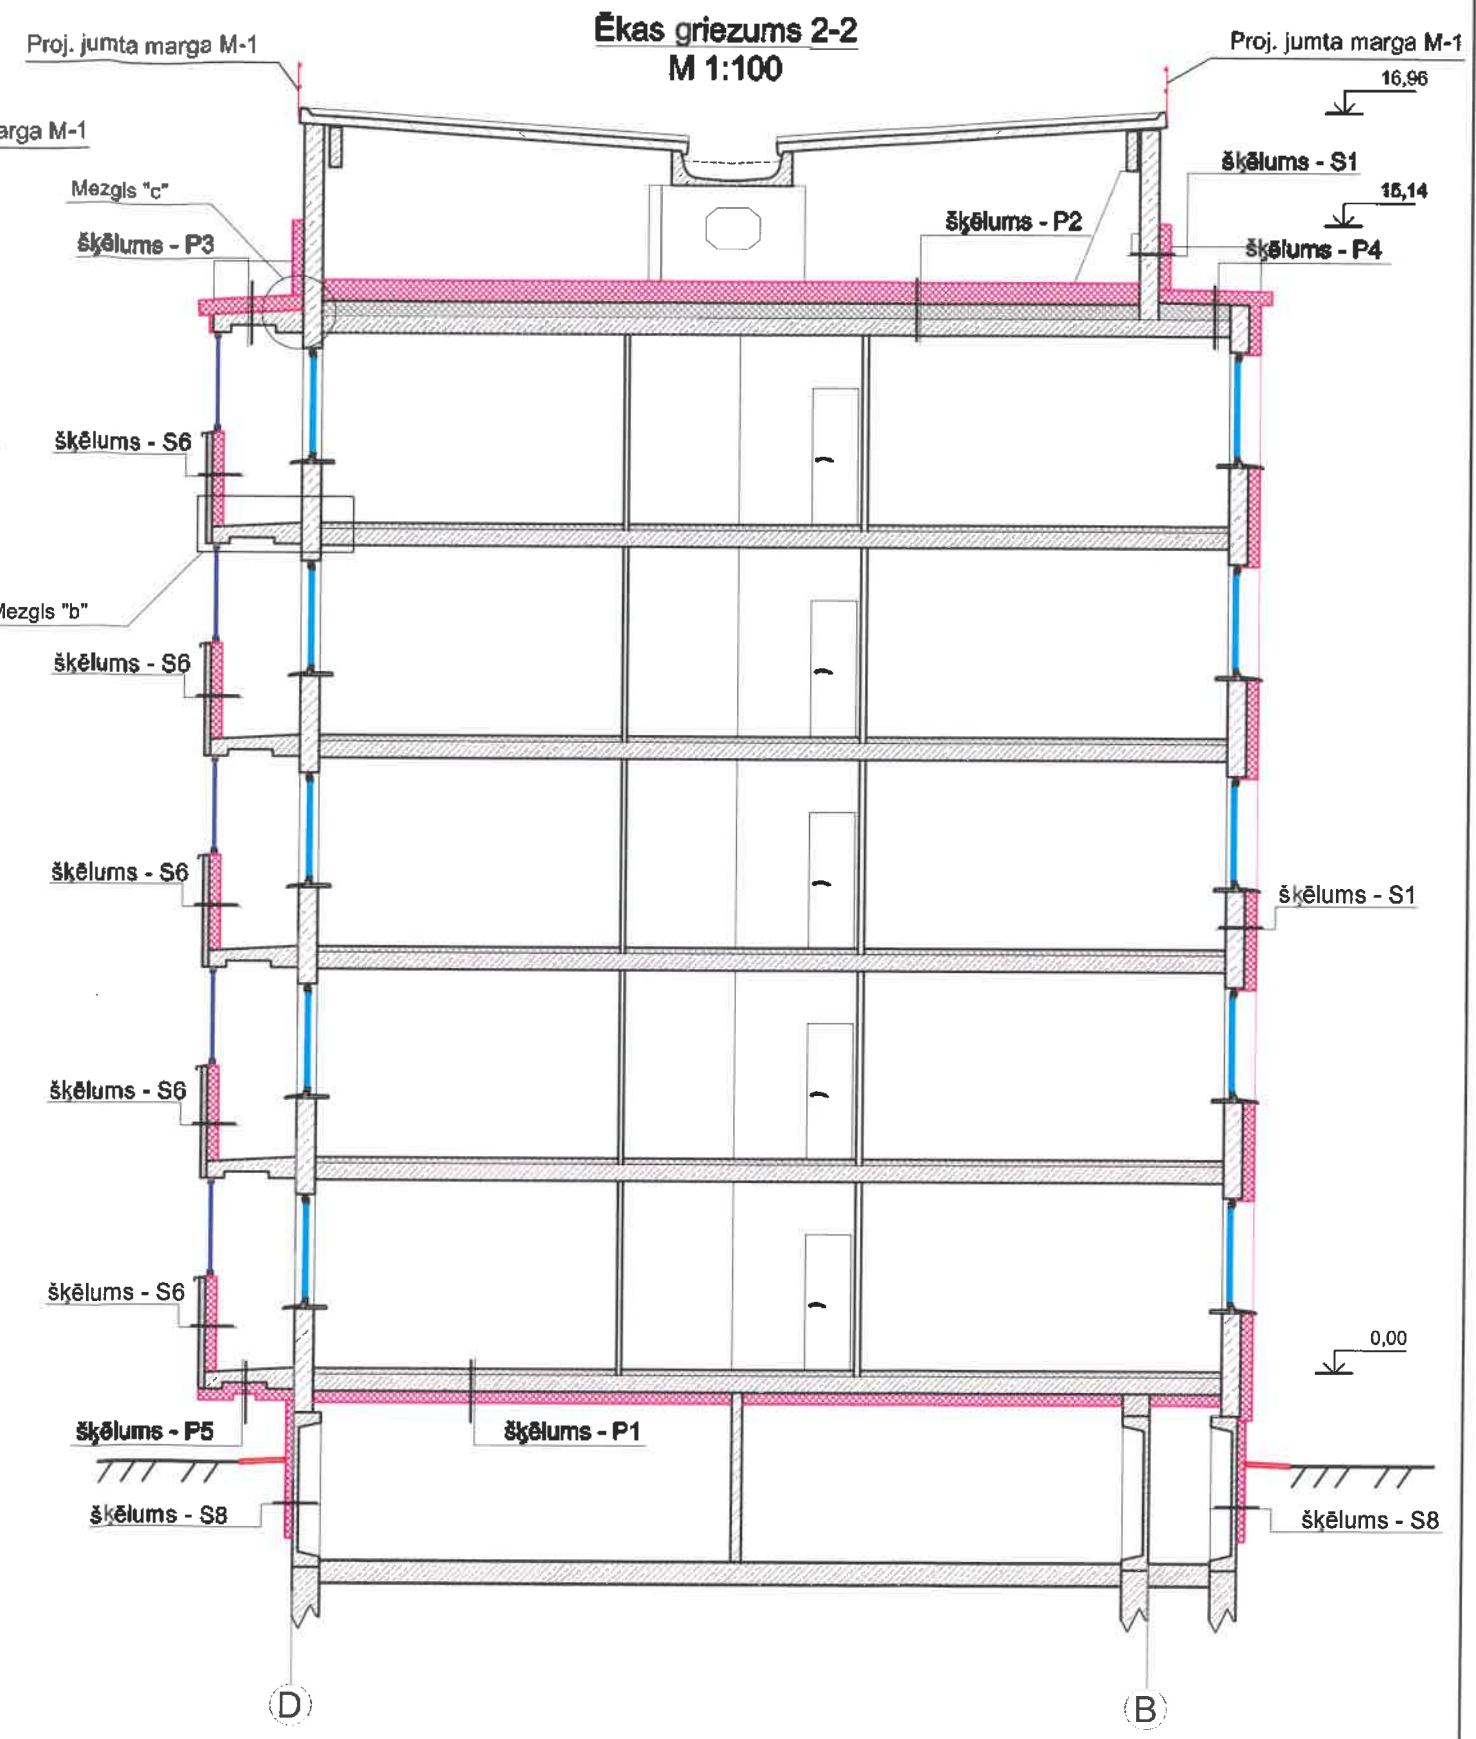 Ēkas griezums 2-2
M 1:100
Proj. jumta marga M-1
Proj. jumta marga M-1
16,96
M-1
šķēlums - S1
Mezgls "c"
15,14
šķēlums - P2
šķēlums - P3
šķēlums - P4
šķēlums - S6
Mezgls "b"
šķēlums - S6
šķēlums - S6
šķēlums - S1
šķēlums - S6
šķēlums - S6
0,00
šķēlums - P5
šķēlums - P1
šķēlums - S8
šķēlums - S8
D
B